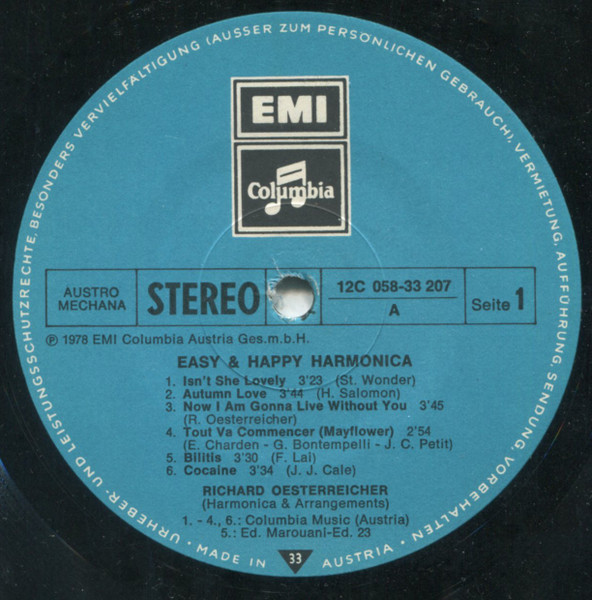 URHEBER- UND LEISTUNGSSCHUTZRECHTE, BESONDERS VERVIELFÄLTIGUNG (AUSSER ZUM PERSÖNLICHEN GEBRAUCH), VERMIETUNG, AUFFÜHRUNG, SENDUNG, VORBEHALTEN •
EMI
Columbia
AUSTRO
MECHANA
STEREO
12C 058-33 207
A
Seite 1
℗ 1978 EMI Columbia Austria Ges.m.b.H.
EASY & HAPPY HARMONICA
1. Isn't She Lovely 3'23 (St. Wonder)
2. Autumn Love 3'44 (H. Salomon)
3. Now I Am Gonna Live Without You 3'45
(R. Oesterreicher)
4. Tout Va Commencer (Mayflower) 2'54
(E. Charden - G. Bontempelli - J. C. Petit)
5. Bilitis 3'30 (F. Lai)
6. Cocaine 3'34 (J. J. Cale)
RICHARD OESTERREICHER
(Harmonica & Arrangements)
1. - 4., 6.: Columbia Music (Austria)
5.: Ed. Marouani-Ed. 23
• MADE IN 33 AUSTRIA •